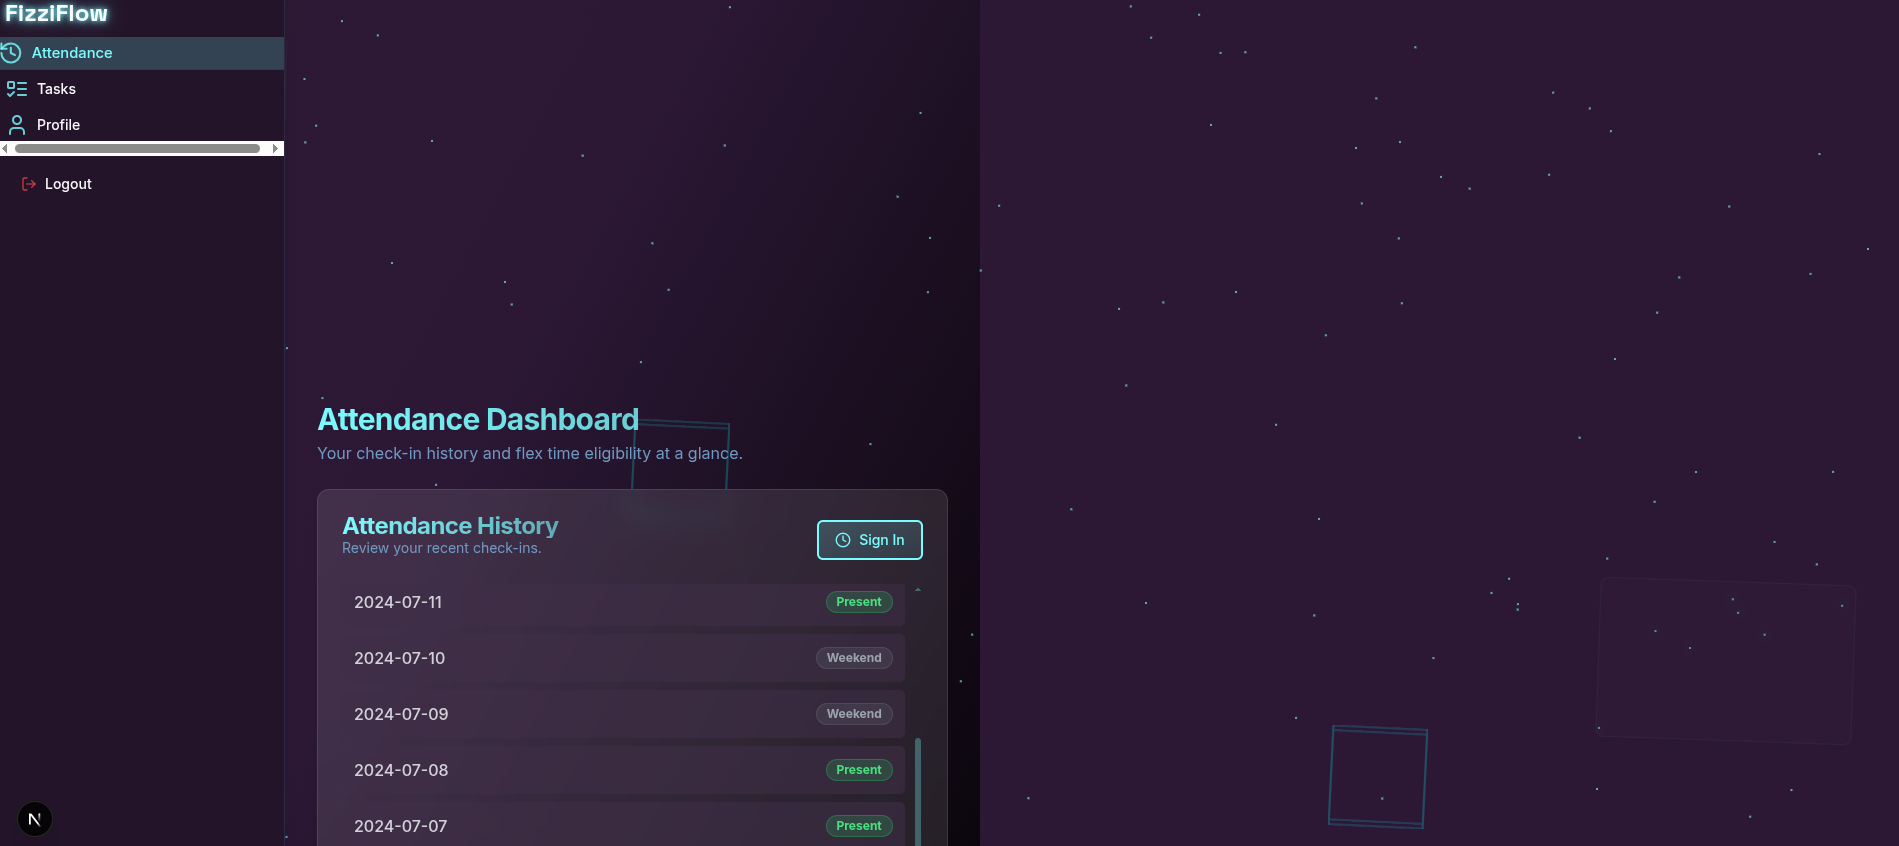 FizziFlow
Attendance
Tasks
Profile
Logout
Attendance Dashboard
Your check-in history and flex time eligibility at a glance.
Attendance History
Review your recent check-ins.
Sign In
2024-07-11 Present
2024-07-10 Weekend
2024-07-09 Weekend
2024-07-08 Present
2024-07-07 Present
N